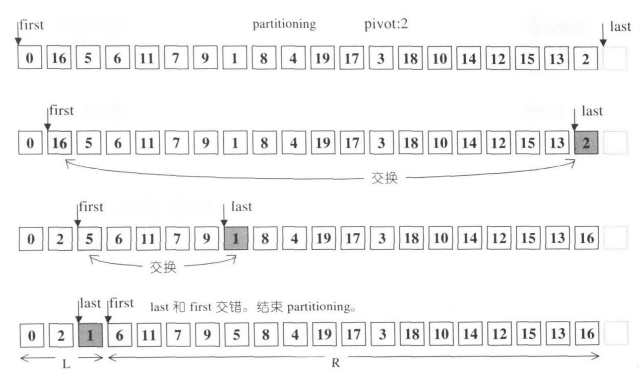 first partitioning pivot:2 last
0 16 5 6 11 7 9 1 8 4 19 17 3 18 10 14 12 15 13 2
first last
0 16 5 6 11 7 9 1 8 4 19 17 3 18 10 14 12 15 13 2
交换
first last
0 2 5 6 11 7 9 1 8 4 19 17 3 18 10 14 12 15 13 16
交换
last first last 和 first 交错。结束 partitioning。
0 2 1 6 11 7 9 5 8 4 19 17 3 18 10 14 12 15 13 16
L R